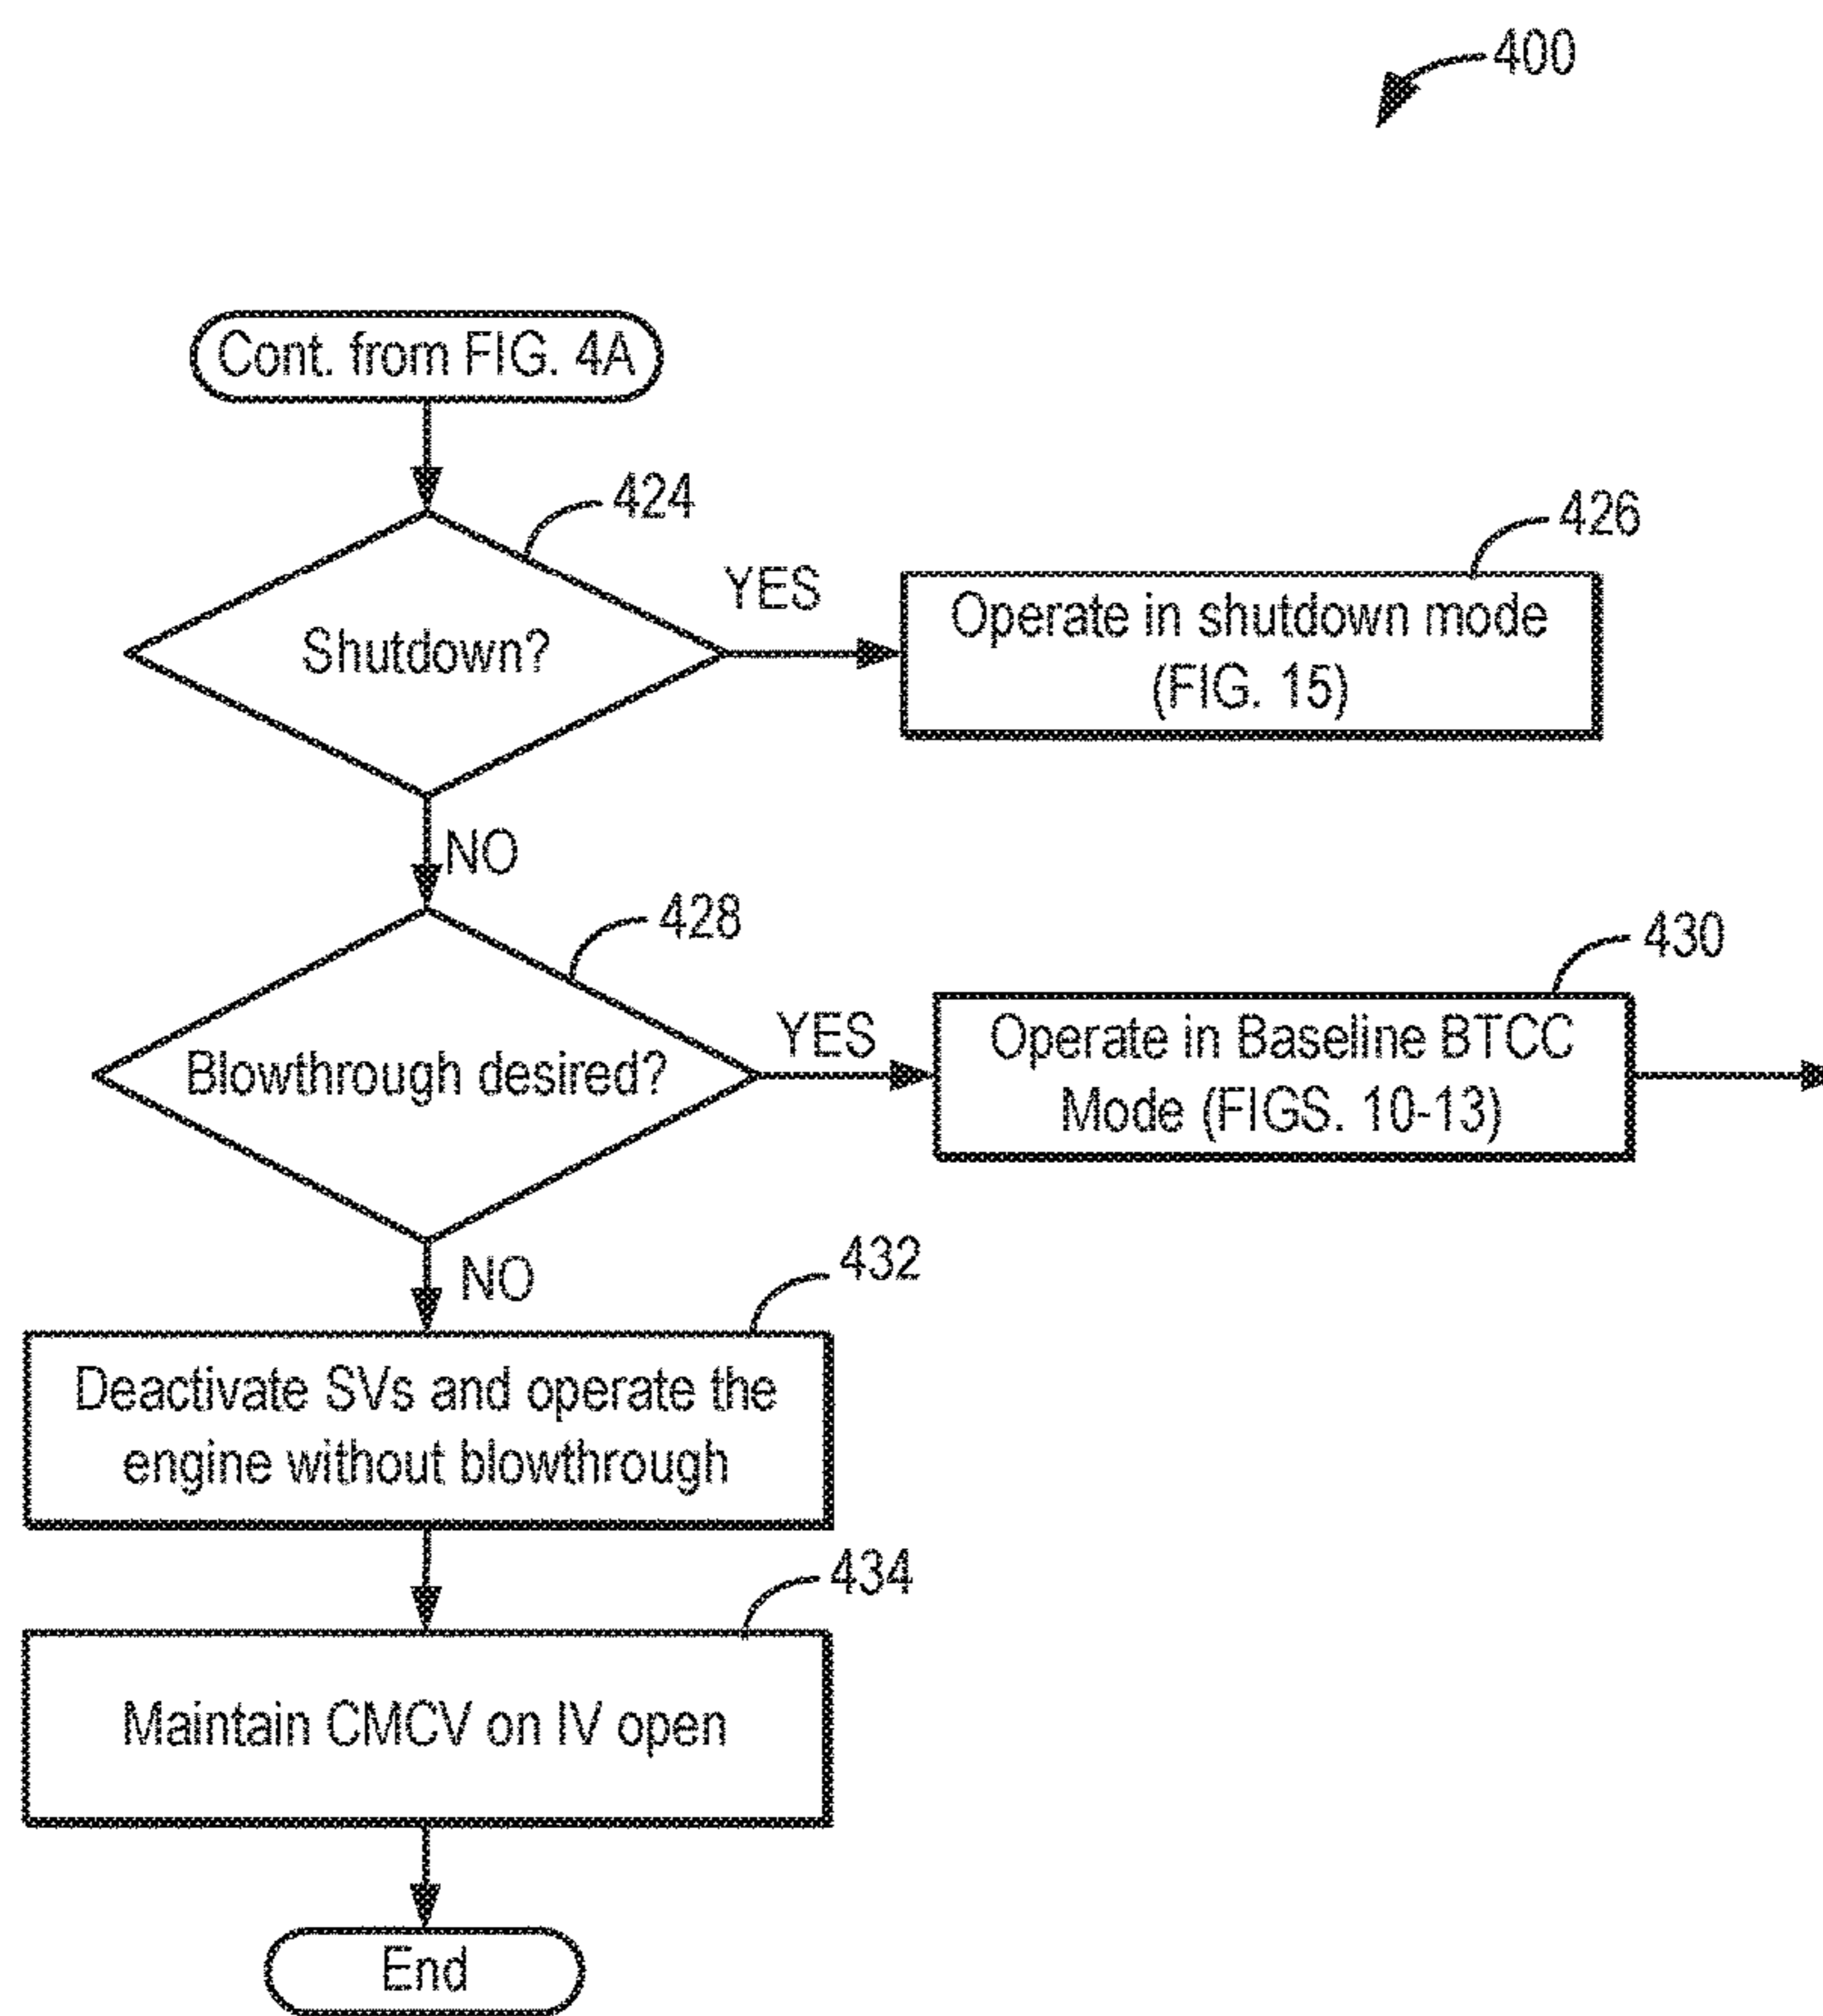 400
Cont. from FIG. 4A
424
Shutdown?
YES
426
Operate in shutdown mode
(FIG. 15)
NO
428
Blowthrough desired?
YES
430
Operate in Baseline BTCC
Mode (FIGS. 10-13)
NO
432
Deactivate SVs and operate the
engine without blowthrough
434
Maintain CMCV on IV open
End